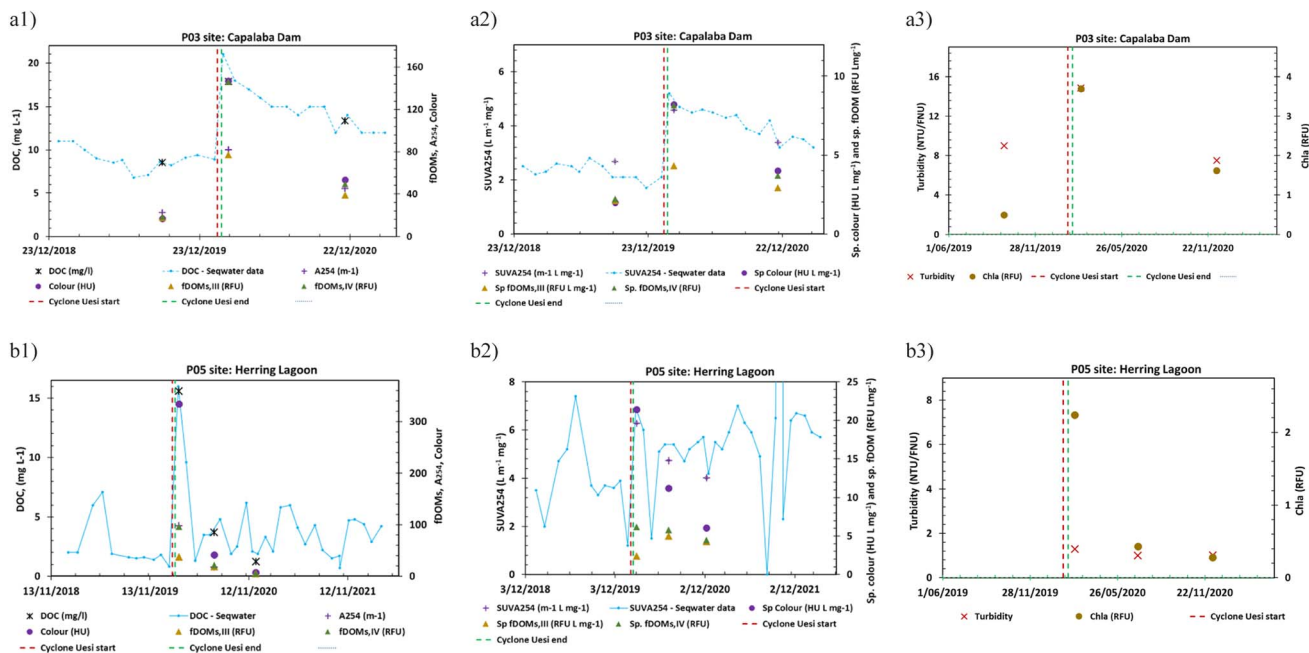 a1)
P03 site: Capalaba Dam
DOC, (mg L-1)
20
15
10
5
0
160
120
80
40
0
fDOMs, A254, Colour
23/12/2018
23/12/2019
22/12/2020
DOC (mg/l)
DOC - Seqwater data
A254 (m-1)
Colour (HU)
fDOMs,III (RFU)
fDOMs,IV (RFU)
Cyclone Uesi start
Cyclone Uesi end
a2)
P03 site: Capalaba Dam
SUVA254 (L m-1 mg-1)
6
4
2
0
10
5
0
Sp. colour (HU L mg-1) and sp. fDOM (RFU Lmg-1)
23/12/2018
23/12/2019
22/12/2020
SUVA254 (m-1 L mg-1)
SUVA254 - Seqwater data
Sp Colour (HU L mg-1)
Sp fDOMs,III (RFU L mg-1)
Sp. fDOMs,IV (RFU)
Cyclone Uesi start
Cyclone Uesi end
a3)
P03 site: Capalaba Dam
Turbidity (NTU/FNU)
16
12
8
4
0
4
3
2
1
0
Chla (RFU)
1/06/2019
28/11/2019
26/05/2020
22/11/2020
Turbidity
Chla (RFU)
Cyclone Uesi start
Cyclone Uesi end
b1)
P05 site: Herring Lagoon
DOC, (mg L-1)
15
10
5
0
300
200
100
0
fDOMs, A254, Colour
13/11/2018
13/11/2019
12/11/2020
12/11/2021
DOC (mg/l)
DOC - Seqwater
A254 (m-1)
Colour (HU)
fDOMs,III (RFU)
fDOMs,IV (RFU)
Cyclone Uesi start
Cyclone Uesi end
b2)
P05 site: Herring Lagoon
SUVA254 (L m-1 mg-1)
8
6
4
2
0
25
20
15
10
5
0
Sp. colour (HU L mg-1) and sp. fDOM (RFU Lmg-1)
3/12/2018
3/12/2019
2/12/2020
2/12/2021
SUVA254 (m-1 L mg-1)
SUVA254 - Seqwater data
Sp Colour (HU L mg-1)
Sp fDOMs,III (RFU L mg-1)
Sp. fDOMs,IV (RFU)
Cyclone Uesi start
Cyclone Uesi end
b3)
P05 site: Herring Lagoon
Turbidity (NTU/FNU)
8
6
4
2
0
2
1
0
Chla (RFU)
1/06/2019
28/11/2019
26/05/2020
22/11/2020
Turbidity
Chla (RFU)
Cyclone Uesi start